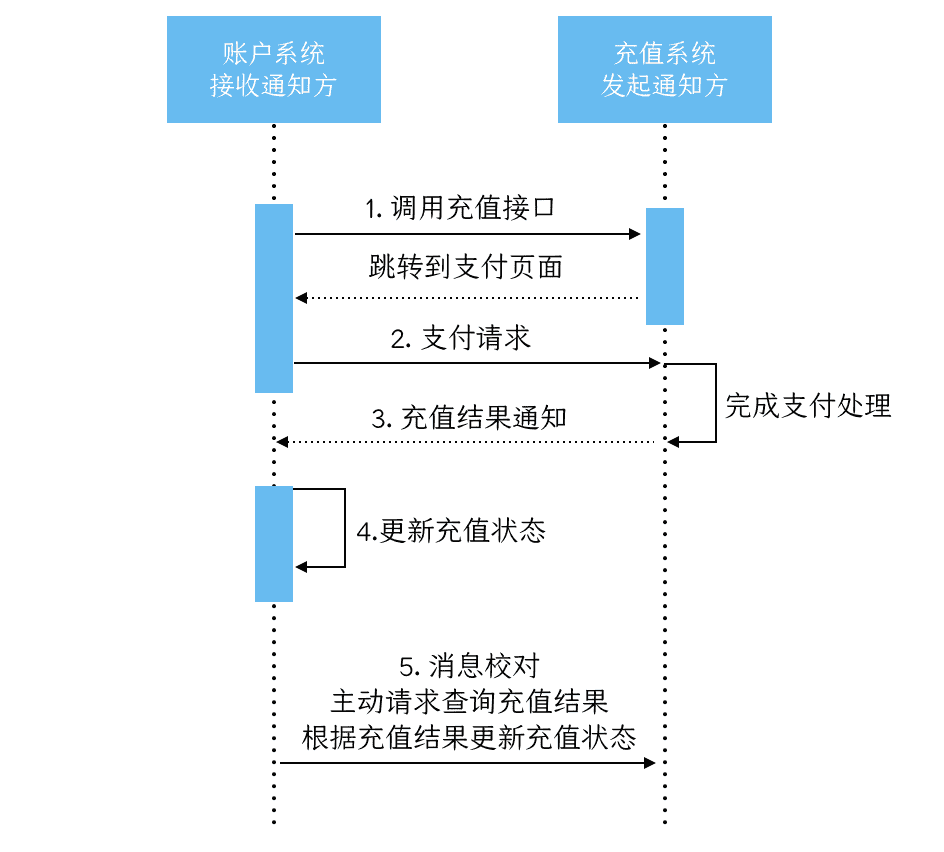 账户系统
接收通知方
充值系统
发起通知方
1. 调用充值接口
跳转到支付页面
2. 支付请求
完成支付处理
3. 充值结果通知
4.更新充值状态
5. 消息校对
主动请求查询充值结果
根据充值结果更新充值状态